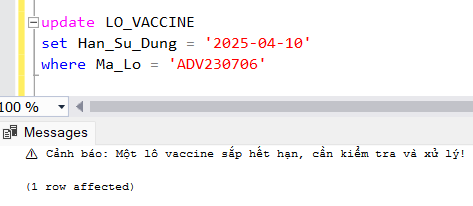 update LO_VACCINE
set Han_Su_Dung = '2025-04-10'
where Ma_Lo = 'ADV230706'
100 %
Messages
⚠ Cảnh báo: Một lô vaccine sắp hết hạn, cần kiểm tra và xử lý!
(1 row affected)